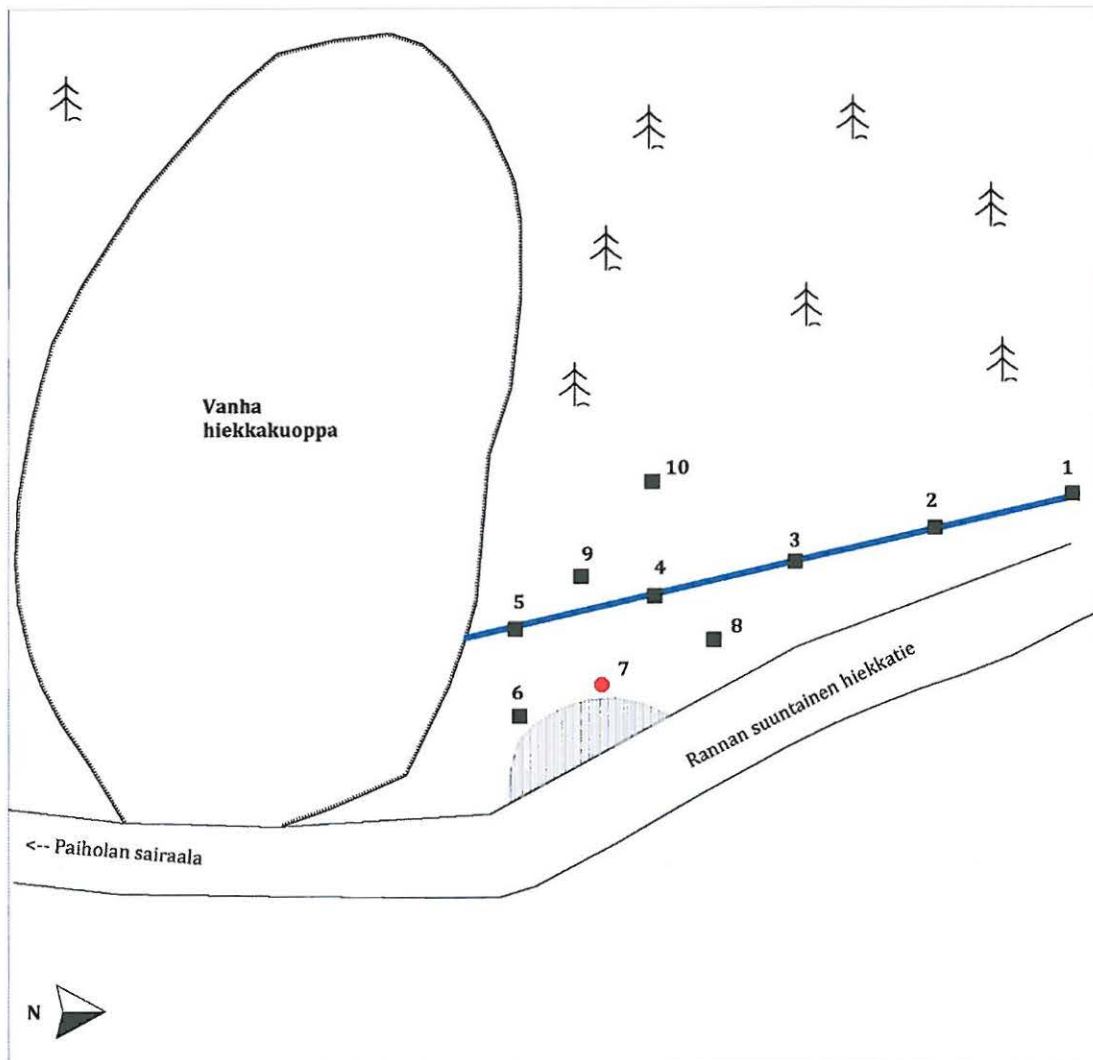 Vanha
hiekkakuoppa
10
1
2
3
9
4
5
8
7
6
Rannan suuntainen hiekkatie
<-- Paiholan sairaala
N